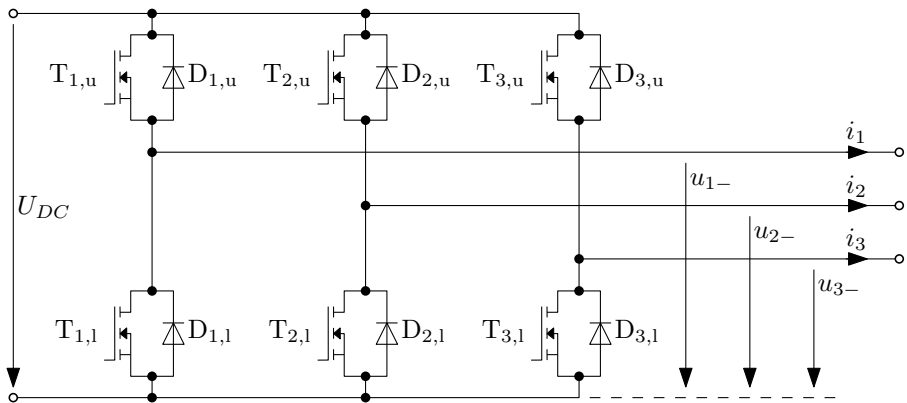 T1,u D1,u T2,u D2,u T3,u D3,u
i1
u1−
UDC
i2
u2−
i3
u3−
T1,l D1,l T2,l D2,l T3,l D3,l